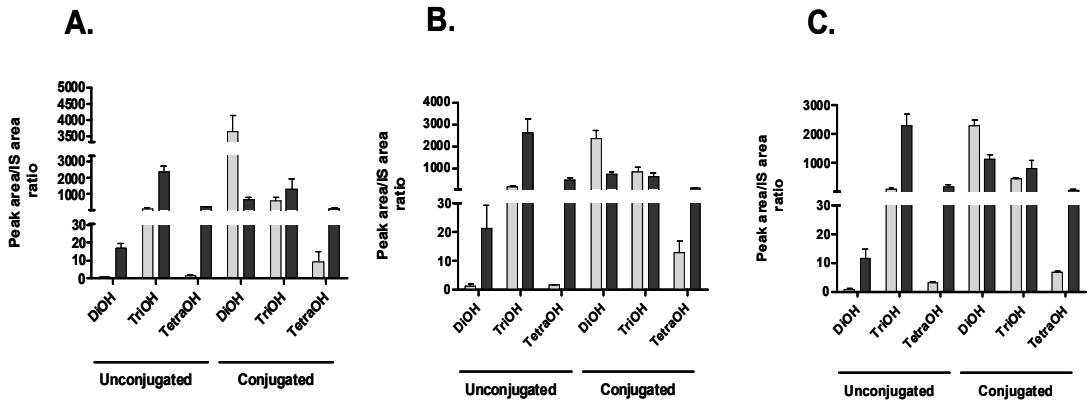 A.
Peak area/IS area
ratio
5000
4500
4000
3500
3000
2000
1000
30
20
10
0
DiOH
TriOH
TetraOH
DiOH
TriOH
TetraOH
Unconjugated
Conjugated
B.
Peak area/IS area
ratio
4000
3000
2000
1000
30
20
10
0
DiOH
TriOH
TetraOH
DiOH
TriOH
TetraOH
Unconjugated
Conjugated
C.
Peak area/IS area
ratio
3000
2000
1000
30
20
10
0
DiOH
TriOH
TetraOH
DiOH
TriOH
TetraOH
Unconjugated
Conjugated